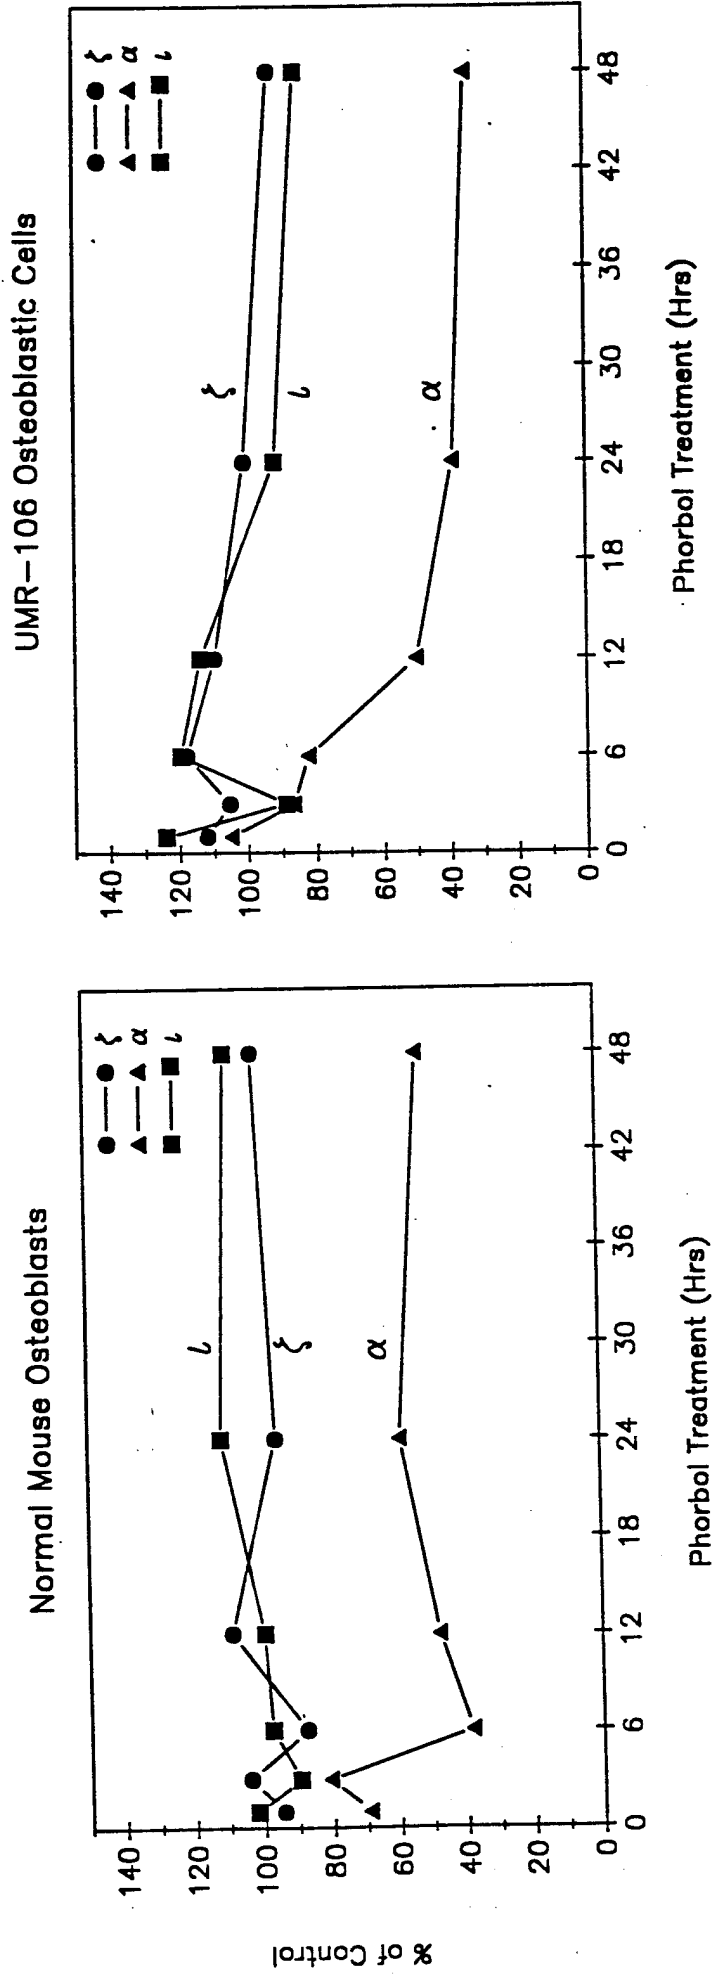 Normal Mouse Osteoblasts
% of Control
140
120
100
80
60
40
20
0
ζ
α
ι
ι
ζ
α
0 6 12 18 24 30 36 42 48
Phorbol Treatment (Hrs)
UMR-106 Osteoblastic Cells
140
120
100
80
60
40
20
0
ζ
α
ι
ζ
ι
α
0 6 12 18 24 30 36 42 48
Phorbol Treatment (Hrs)